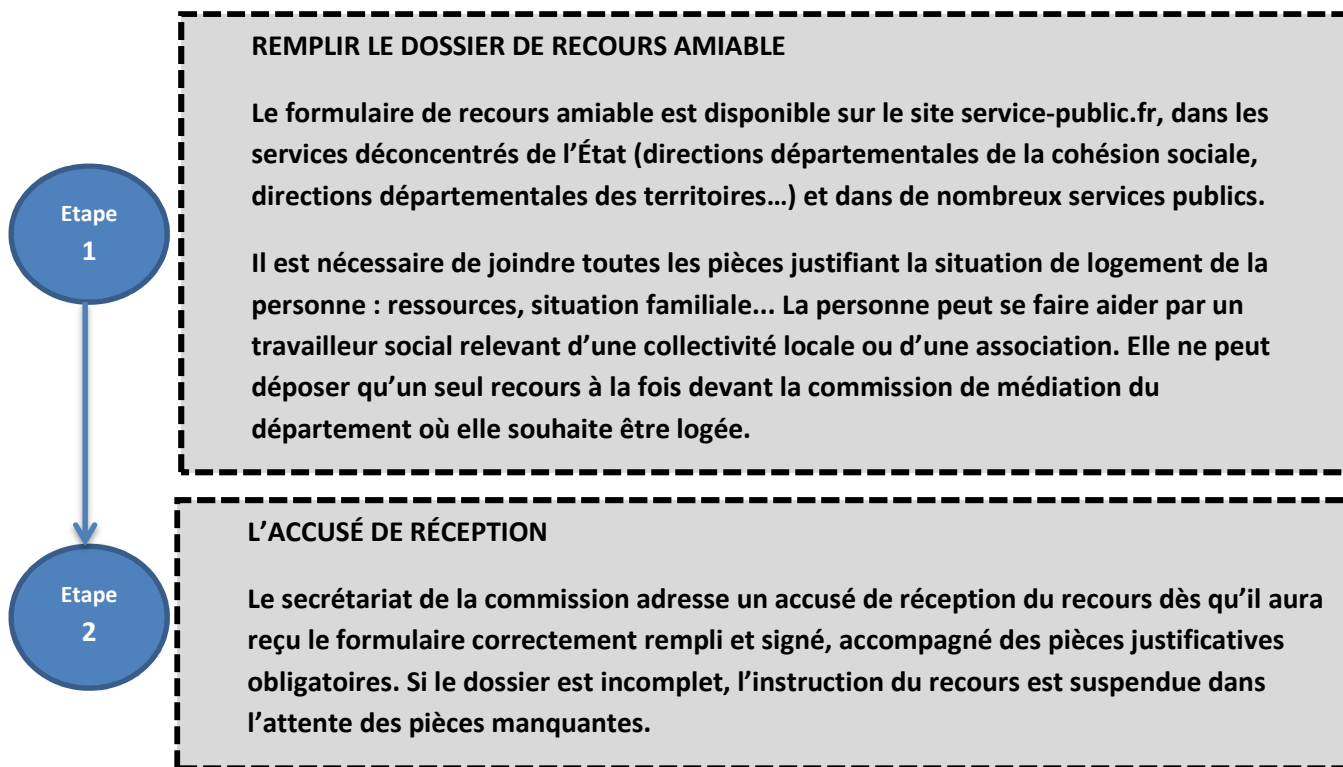 REMPLIR LE DOSSIER DE RECOURS AMIABLE
Le formulaire de recours amiable est disponible sur le site service-public.fr, dans les
services déconcentrés de l’État (directions départementales de la cohésion sociale,
directions départementales des territoires…) et dans de nombreux services publics.
Etape
1
Il est nécessaire de joindre toutes les pièces justifiant la situation de logement de la
personne : ressources, situation familiale... La personne peut se faire aider par un
travailleur social relevant d’une collectivité locale ou d’une association. Elle ne peut
déposer qu’un seul recours à la fois devant la commission de médiation du
département où elle souhaite être logée.
L’ACCUSÉ DE RÉCEPTION
Etape
2
Le secrétariat de la commission adresse un accusé de réception du recours dès qu’il aura
reçu le formulaire correctement rempli et signé, accompagné des pièces justificatives
obligatoires. Si le dossier est incomplet, l’instruction du recours est suspendue dans
l’attente des pièces manquantes.